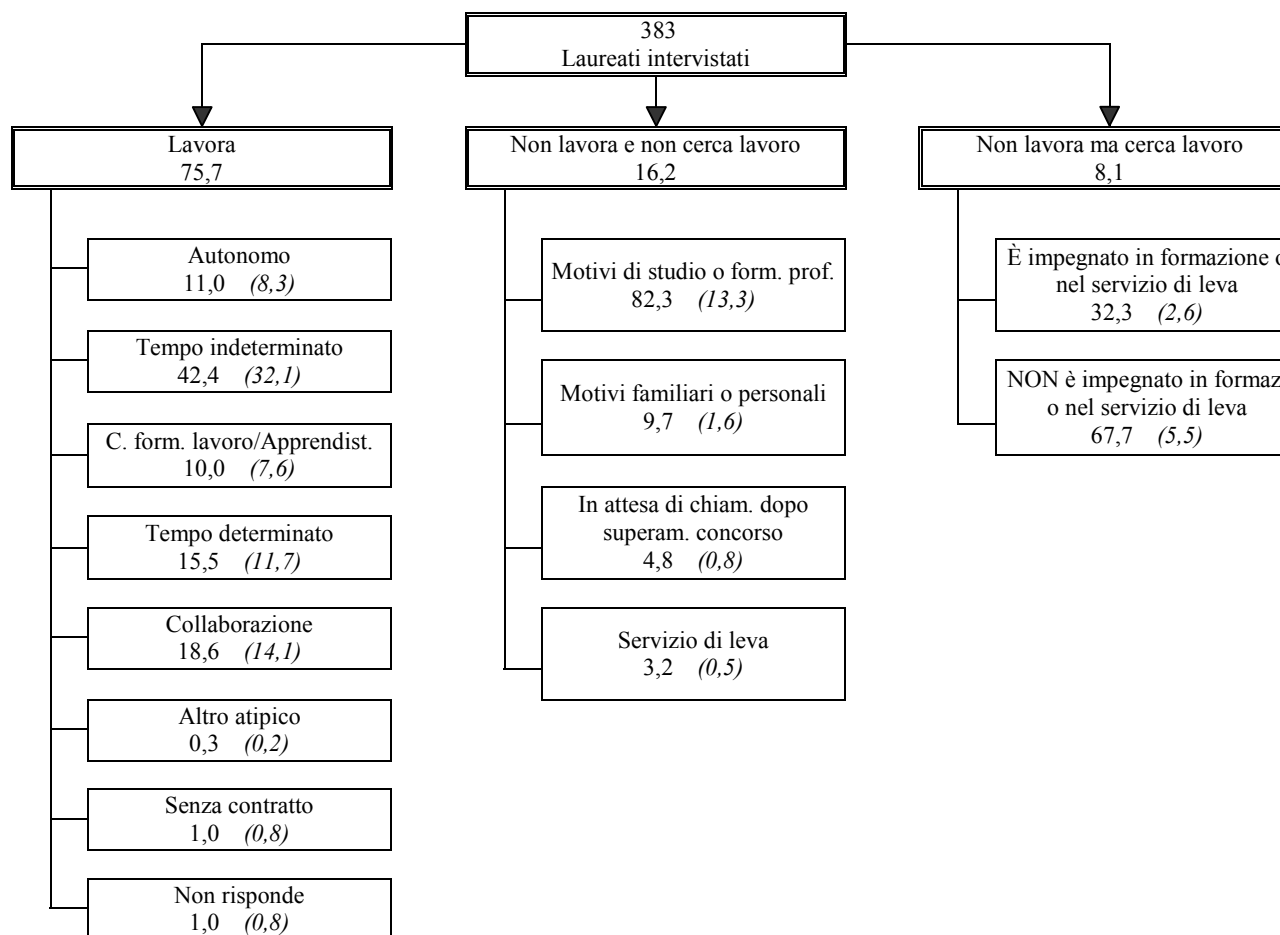 383
Laureati intervistati
Lavora
75,7
Autonomo
11,0 (8,3)
Tempo indeterminato
42,4 (32,1)
C. form. lavoro/Apprendist.
10,0 (7,6)
Tempo determinato
15,5 (11,7)
Collaborazione
18,6 (14,1)
Altro atipico
0,3 (0,2)
Senza contratto
1,0 (0,8)
Non risponde
1,0 (0,8)
Non lavora e non cerca lavoro
16,2
Motivi di studio o form. prof.
82,3 (13,3)
Motivi familiari o personali
9,7 (1,6)
In attesa di chiam. dopo
superam. concorso
4,8 (0,8)
Servizio di leva
3,2 (0,5)
Non lavora ma cerca lavoro
8,1
È impegnato in formazione
nel servizio di leva
32,3 (2,6)
NON è impegnato in
o nel servizio di leva
67,7 (5,5)